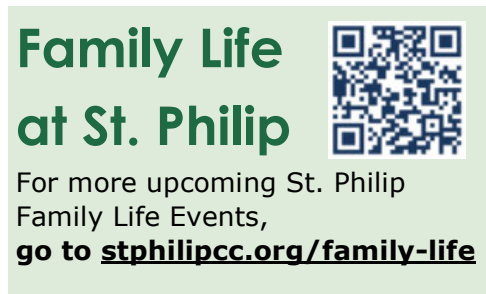 Family Life
at St. Philip
For more upcoming St. Philip
Family Life Events,
go to stphilipcc.org/family-life